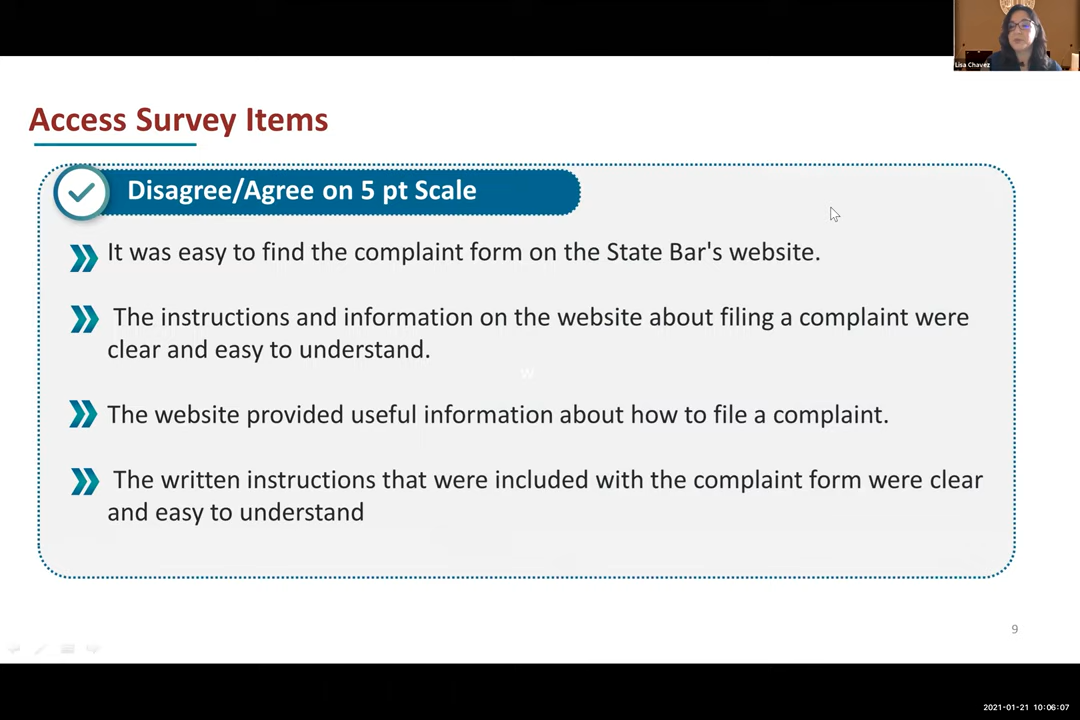 Lisa Chavez
Access Survey Items
Disagree/Agree on 5 pt Scale
It was easy to find the complaint form on the State Bar's website.
The instructions and information on the website about filing a complaint were
clear and easy to understand.
W
The website provided useful information about how to file a complaint.
The written instructions that were included with the complaint form were clear
and easy to understand
9
2021-01-21 10:06:07